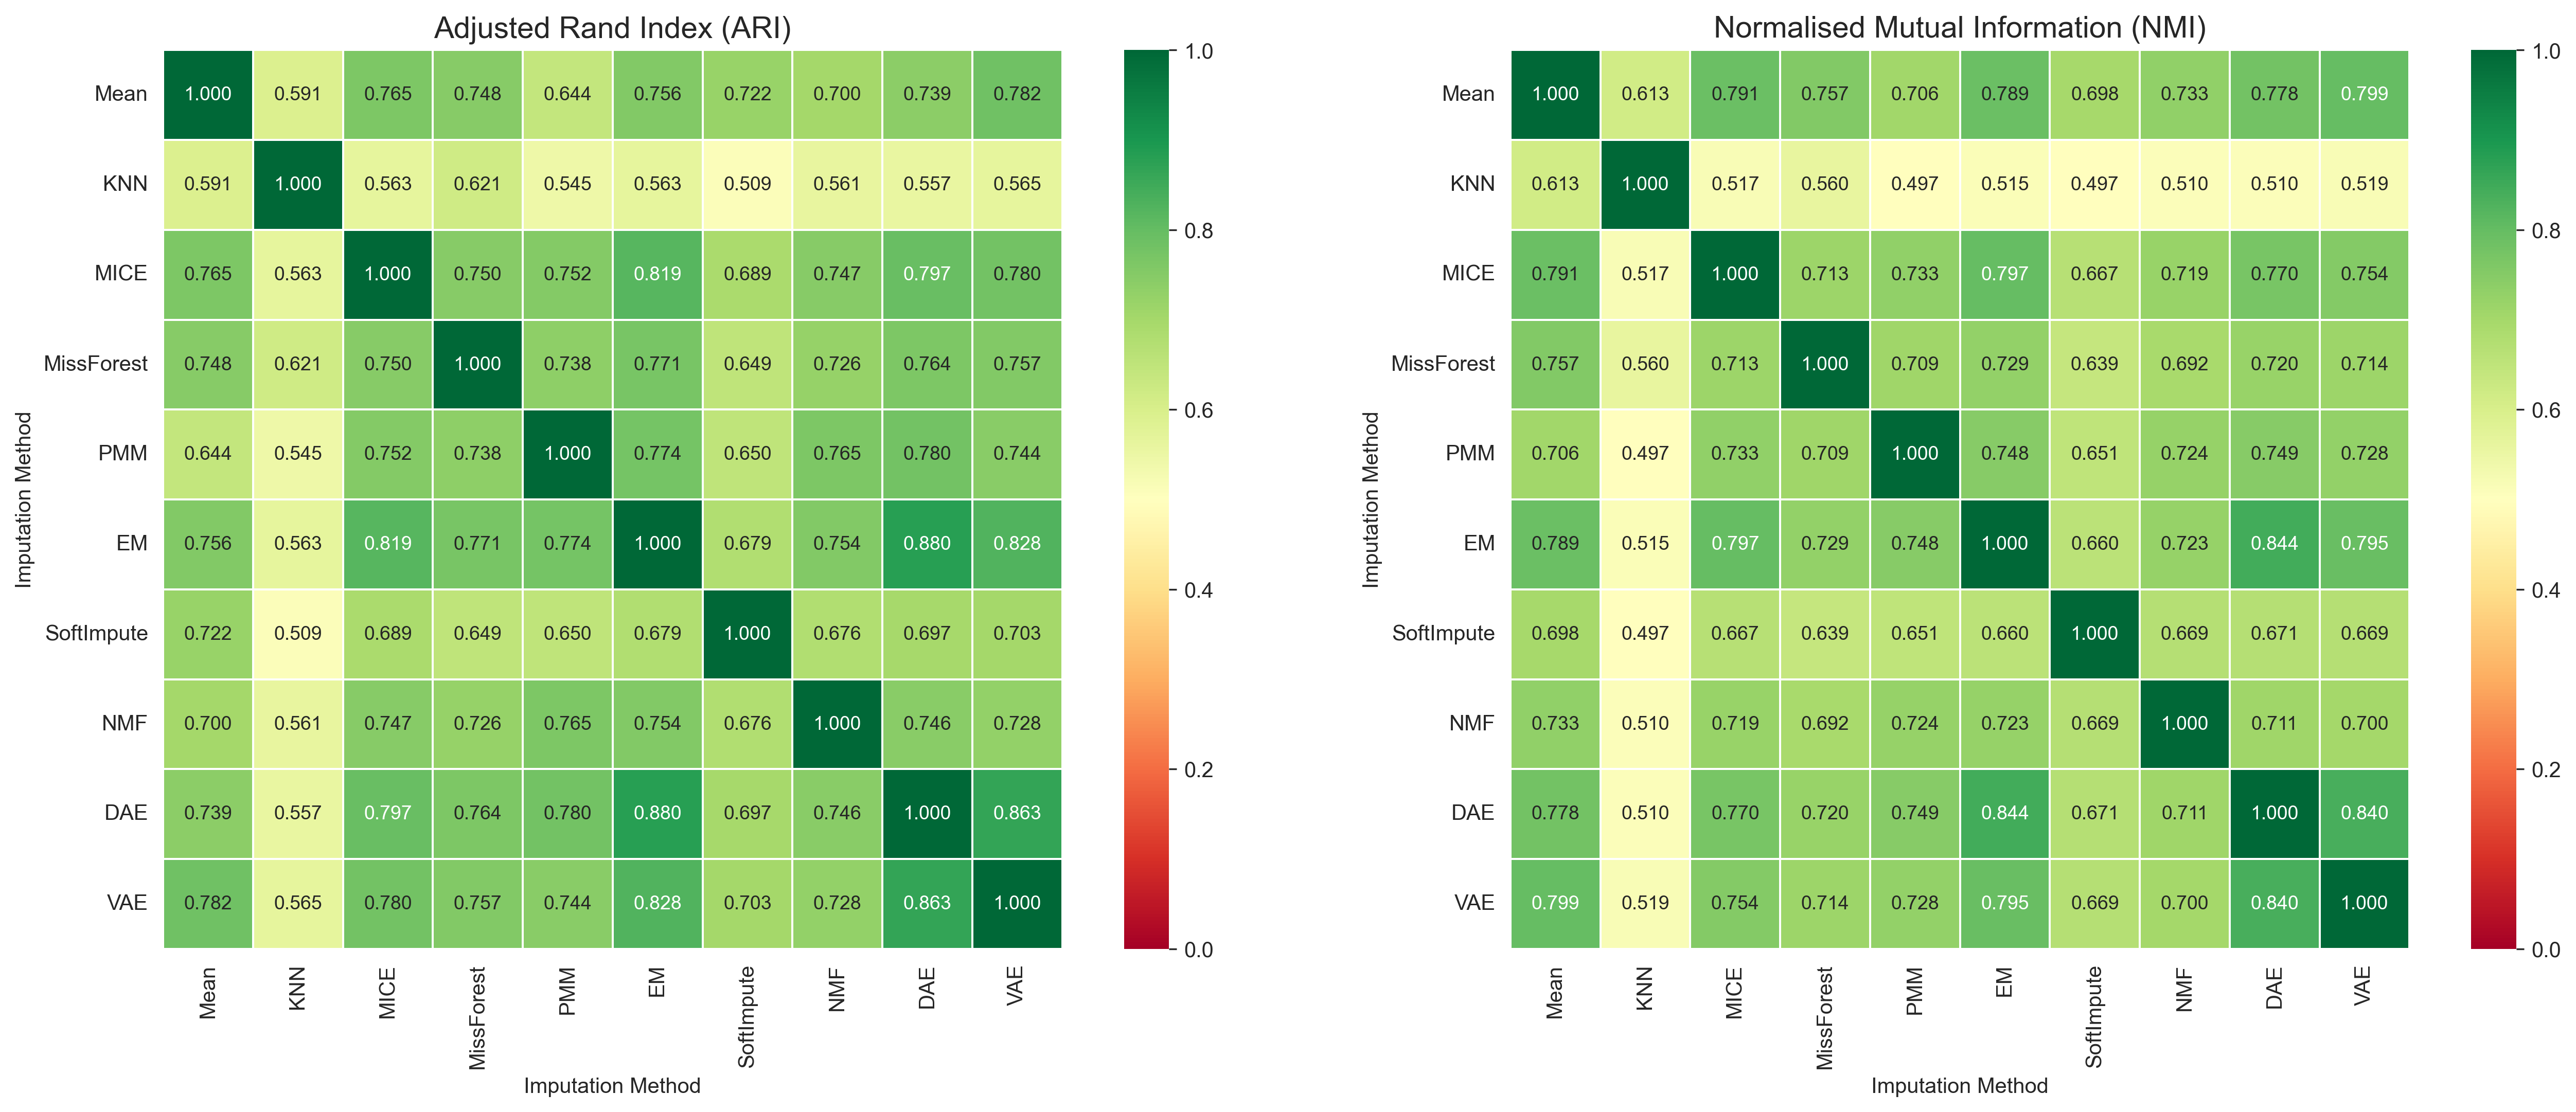 Adjusted Rand Index (ARI)
Mean 1.000 0.591 0.765 0.748 0.644 0.756 0.722 0.700 0.739 0.782
KNN 0.591 1.000 0.563 0.621 0.545 0.563 0.509 0.561 0.557 0.565
MICE 0.765 0.563 1.000 0.750 0.752 0.819 0.689 0.747 0.797 0.780
MissForest 0.748 0.621 0.750 1.000 0.738 0.771 0.649 0.726 0.764 0.757
PMM 0.644 0.545 0.752 0.738 1.000 0.774 0.650 0.765 0.780 0.744
EM 0.756 0.563 0.819 0.771 0.774 1.000 0.679 0.754 0.880 0.828
SoftImpute 0.722 0.509 0.689 0.649 0.650 0.679 1.000 0.676 0.697 0.703
NMF 0.700 0.561 0.747 0.726 0.765 0.754 0.676 1.000 0.746 0.728
DAE 0.739 0.557 0.797 0.764 0.780 0.880 0.697 0.746 1.000 0.863
VAE 0.782 0.565 0.780 0.757 0.744 0.828 0.703 0.728 0.863 1.000
Mean KNN MICE MissForest PMM EM SoftImpute NMF DAE VAE
Imputation Method
Imputation Method
1.0
0.8
0.6
0.4
0.2
0.0
Normalised Mutual Information (NMI)
Mean 1.000 0.613 0.791 0.757 0.706 0.789 0.698 0.733 0.778 0.799
KNN 0.613 1.000 0.517 0.560 0.497 0.515 0.497 0.510 0.510 0.519
MICE 0.791 0.517 1.000 0.713 0.733 0.797 0.667 0.719 0.770 0.754
MissForest 0.757 0.560 0.713 1.000 0.709 0.729 0.639 0.692 0.720 0.714
PMM 0.706 0.497 0.733 0.709 1.000 0.748 0.651 0.724 0.749 0.728
EM 0.789 0.515 0.797 0.729 0.748 1.000 0.660 0.723 0.844 0.795
SoftImpute 0.698 0.497 0.667 0.639 0.651 0.660 1.000 0.669 0.671 0.669
NMF 0.733 0.510 0.719 0.692 0.724 0.723 0.669 1.000 0.711 0.700
DAE 0.778 0.510 0.770 0.720 0.749 0.844 0.671 0.711 1.000 0.840
VAE 0.799 0.519 0.754 0.714 0.728 0.795 0.669 0.700 0.840 1.000
Mean KNN MICE MissForest PMM EM SoftImpute NMF DAE VAE
Imputation Method
Imputation Method
1.0
0.8
0.6
0.4
0.2
0.0